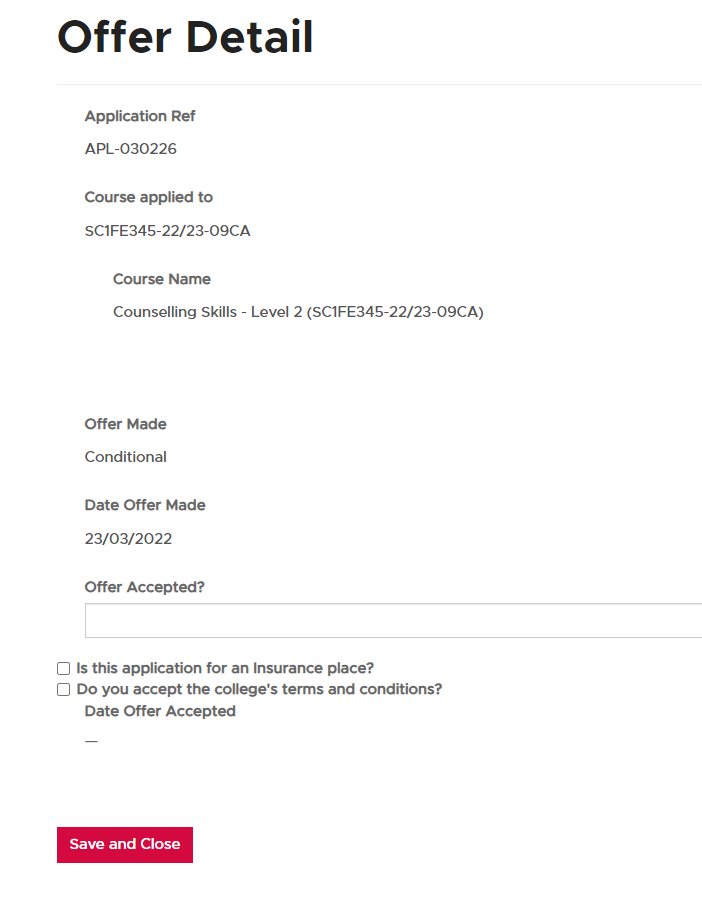 Offer Detail
Application Ref
APL-030226
Course applied to
SC1FE345-22/23-09CA
Course Name
Counselling Skills - Level 2 (SC1FE345-22/23-09CA)
Offer Made
Conditional
Date Offer Made
23/03/2022
Offer Accepted?
Is this application for an Insurance place?
Do you accept the college's terms and conditions?
Date Offer Accepted
—
Save and Close